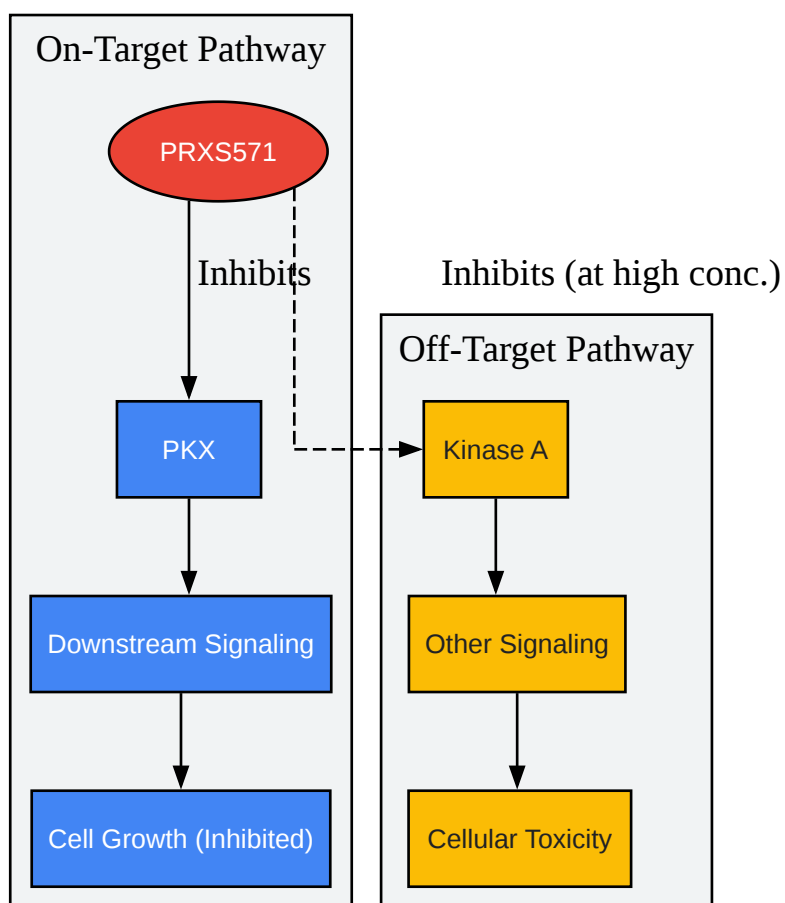 On-Target Pathway
PRXS571
Inhibits
Inhibits (at high conc.)
Off-Target Pathway
PKX
Kinase A
Downstream Signaling
Other Signaling
Cell Growth (Inhibited)
Cellular Toxicity